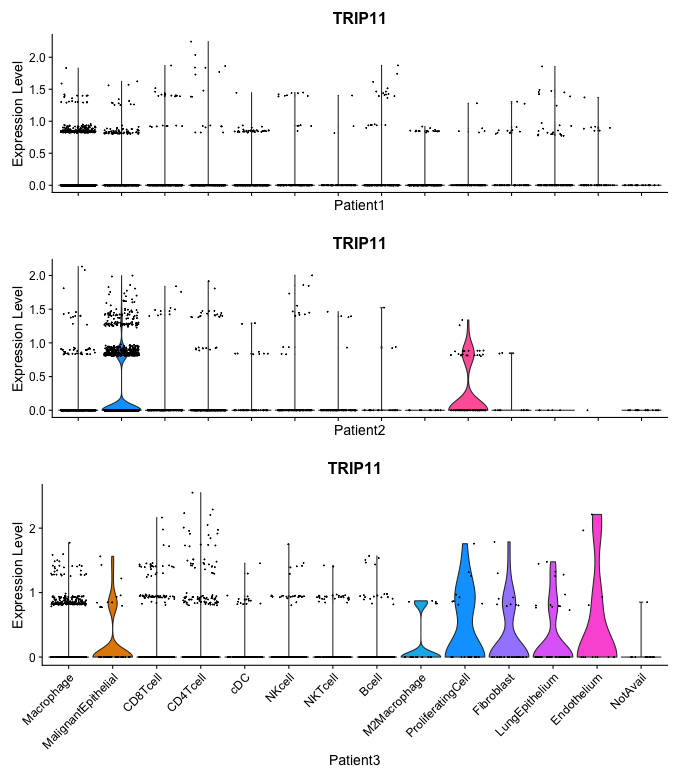 TRIP11
Expression Level
2.0
1.5
1.0
0.5
0.0
Patient1
TRIP11
Expression Level
2.0
1.5
1.0
0.5
0.0
Patient2
TRIP11
Expression Level
2
1
0
Macrophage
MalignantEpithelial
CD8Tcell
CD4Tcell
cDC
NKcell
NKTcell
Bcell
M2Macrophage
ProliferatingCell
Fibroblast
LungEpithelium
Endothelium
NotAvail
Patient3